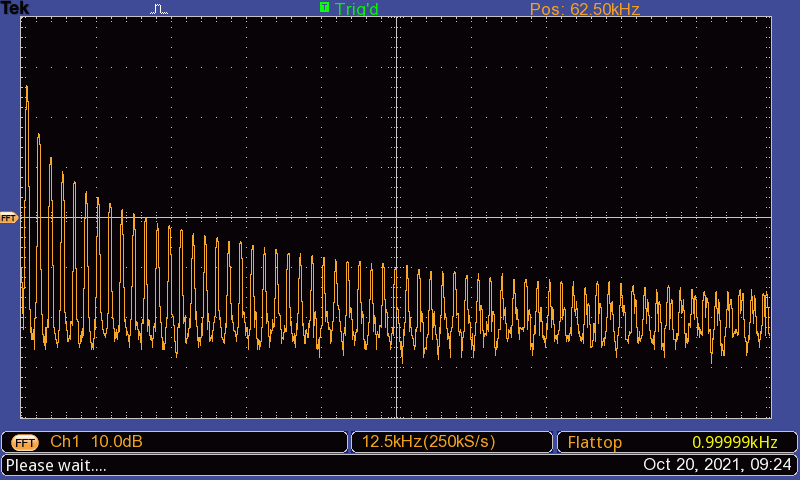 Tek T Trig'd Pos: 62.50kHz
FFT
FFT Ch1 10.0dB 12.5kHz(250kS/s) Flattop 0.99999kHz
Please wait.... Oct 20, 2021, 09:24